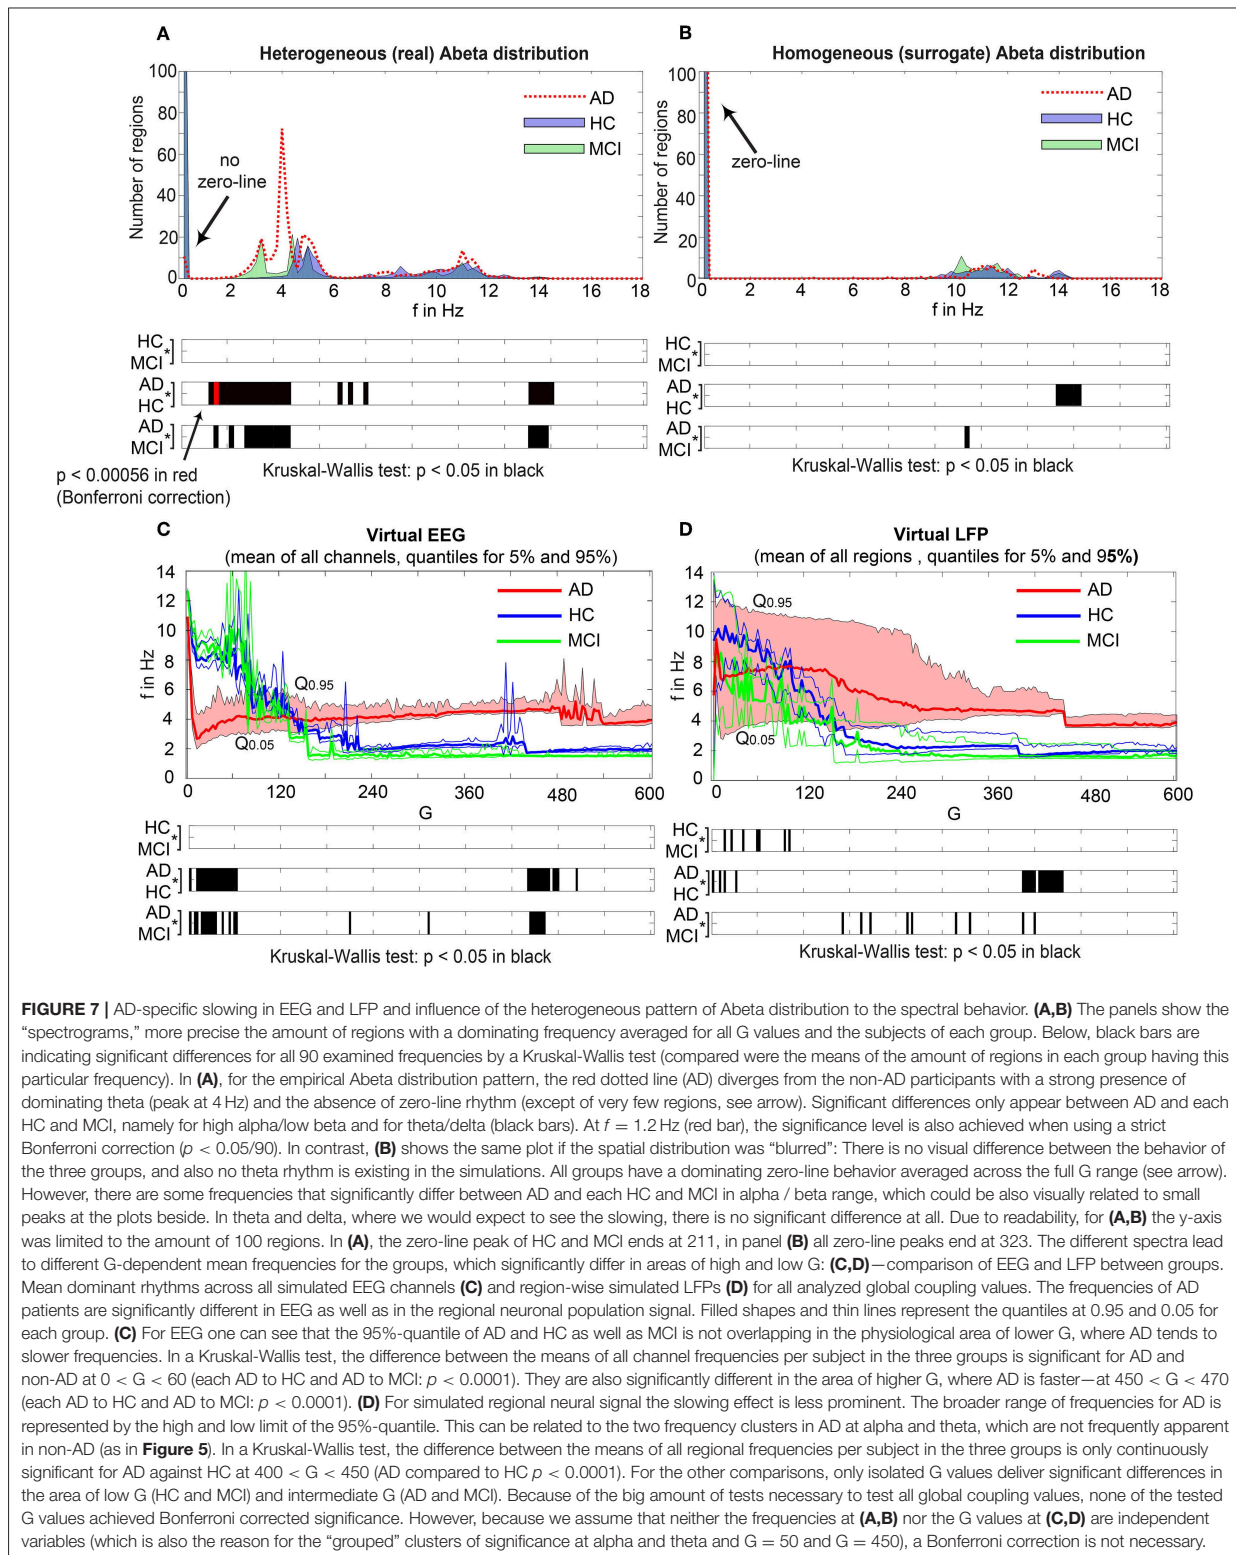 A
Heterogeneous (real) Abeta distribution
100
80
60
40
20
0
Number of regions
AD
HC
MCI
no
zero-line
0 2 4 6 8 10 12 14 16 18
f in Hz
HC
MCI
*
AD
HC
*
AD
MCI
*
p < 0.00056 in red
(Bonferroni correction)
Kruskal-Wallis test: p < 0.05 in black
B
Homogeneous (surrogate) Abeta distribution
100
80
60
40
20
0
Number of regions
AD
HC
MCI
zero-line
0 2 4 6 8 10 12 14 16 18
f in Hz
HC
MCI
*
AD
HC
*
AD
MCI
*
Kruskal-Wallis test: p < 0.05 in black
C
Virtual EEG
(mean of all channels, quantiles for 5% and 95%)
14
12
10
8
6
4
2
0
f in Hz
AD
HC
MCI
Q0.95
Q0.05
0 120 240 360 480 600
G
HC
MCI
*
AD
HC
*
AD
MCI
*
Kruskal-Wallis test: p < 0.05 in black
D
Virtual LFP
(mean of all regions , quantiles for 5% and 95%)
14
12
10
8
6
4
2
0
f in Hz
AD
HC
MCI
Q0.95
Q0.05
0 120 240 360 480 600
G
HC
MCI
*
AD
HC
*
AD
MCI
*
Kruskal-Wallis test: p < 0.05 in black
FIGURE 7 | AD-specific slowing in EEG and LFP and influence of the heterogeneous pattern of Abeta distribution to the spectral behavior. (A,B) The panels show the
“spectrograms,” more precise the amount of regions with a dominating frequency averaged for all G values and the subjects of each group. Below, black bars are
indicating significant differences for all 90 examined frequencies by a Kruskal-Wallis test (compared were the means of the amount of regions in each group having this
particular frequency). In (A), for the empirical Abeta distribution pattern, the red dotted line (AD) diverges from the non-AD participants with a strong presence of
dominating theta (peak at 4 Hz) and the absence of zero-line rhythm (except of very few regions, see arrow). Significant differences only appear between AD and each
HC and MCI, namely for high alpha/low beta and for theta/delta (black bars). At f = 1.2 Hz (red bar), the significance level is also achieved when using a strict
Bonferroni correction (p < 0.05/90). In contrast, (B) shows the same plot if the spatial distribution was “blurred”: There is no visual difference between the behavior of
the three groups, and also no theta rhythm is existing in the simulations. All groups have a dominating zero-line behavior averaged across the full G range (see arrow).
However, there are some frequencies that significantly differ between AD and each HC and MCI in alpha / beta range, which could be also visually related to small
peaks at the plots beside. In theta and delta, where we would expect to see the slowing, there is no significant difference at all. Due to readability, for (A,B) the y-axis
was limited to the amount of 100 regions. In (A), the zero-line peak of HC and MCI ends at 211, in panel (B) all zero-line peaks end at 323. The different spectra lead
to different G-dependent mean frequencies for the groups, which significantly differ in areas of high and low G: (C,D)—comparison of EEG and LFP between groups.
Mean dominant rhythms across all simulated EEG channels (C) and region-wise simulated LFPs (D) for all analyzed global coupling values. The frequencies of AD
patients are significantly different in EEG as well as in the regional neuronal population signal. Filled shapes and thin lines represent the quantiles at 0.95 and 0.05 for
each group. (C) For EEG one can see that the 95%-quantile of AD and HC as well as MCI is not overlapping in the physiological area of lower G, where AD tends to
slower frequencies. In a Kruskal-Wallis test, the difference between the means of all channel frequencies per subject in the three groups is significant for AD and
non-AD at 0 < G < 60 (each AD to HC and AD to MCI: p < 0.0001). They are also significantly different in the area of higher G, where AD is faster—at 450 < G < 470
(each AD to HC and AD to MCI: p < 0.0001). (D) For simulated regional neural signal the slowing effect is less prominent. The broader range of frequencies for AD is
represented by the high and low limit of the 95%-quantile. This can be related to the two frequency clusters in AD at alpha and theta, which are not frequently apparent
in non-AD (as in Figure 5). In a Kruskal-Wallis test, the difference between the means of all regional frequencies per subject in the three groups is only continuously
significant for AD against HC at 400 < G < 450 (AD compared to HC p < 0.0001). For the other comparisons, only isolated G values deliver significant differences in
the area of low G (HC and MCI) and intermediate G (AD and MCI). Because of the big amount of tests necessary to test all global coupling values, none of the tested
G values achieved Bonferroni corrected significance. However, because we assume that neither the frequencies at (A,B) nor the G values at (C,D) are independent
variables (which is also the reason for the “grouped” clusters of significance at alpha and theta and G = 50 and G = 450), a Bonferroni correction is not necessary.